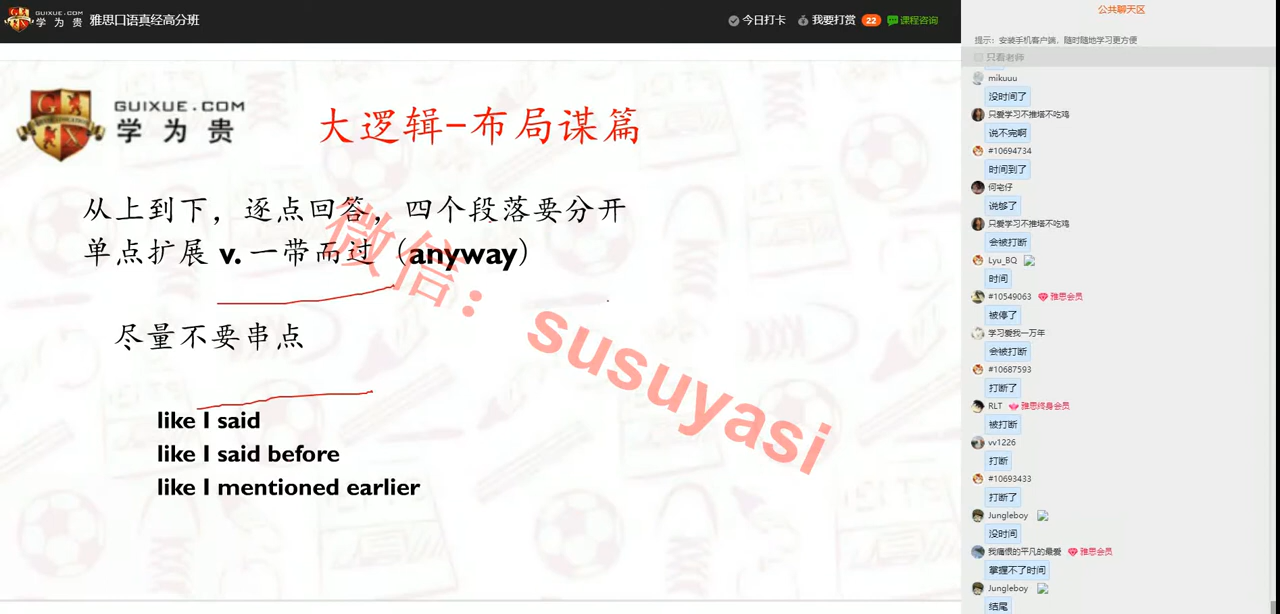 GUIXUE.COM
学为贵
雅思口语真经高分班
今日打卡
我要打赏
22
课程咨询
GUIXUE.COM
学为贵
大逻辑-布局谋篇
从上到下，逐点回答，四个段落要分开
单点扩展 v. 一带而过（anyway）
尽量不要串点
like I said
like I said before
like I mentioned earlier
微信：susuyasi
公共聊天区
提示：安装手机客户端，随时随地学习更方便
只看老师
mikuuu
没时间了
只爱学习不推塔不吃鸡
说不完啊
#10694734
时间到了
何宅仔
说够了
只爱学习不推塔不吃鸡
会被打断
Lyu_BQ
时间
#10549063 雅思会员
被停了
学习爱我一万年
会被打断
#10687593
打断了
RLT 雅思终身会员
被打断
vv1226
打断
#10693433
打断了
Jungleboy
没时间
我痛恨的平凡的最爱 雅思会员
掌握不了时间
Jungleboy
结尾